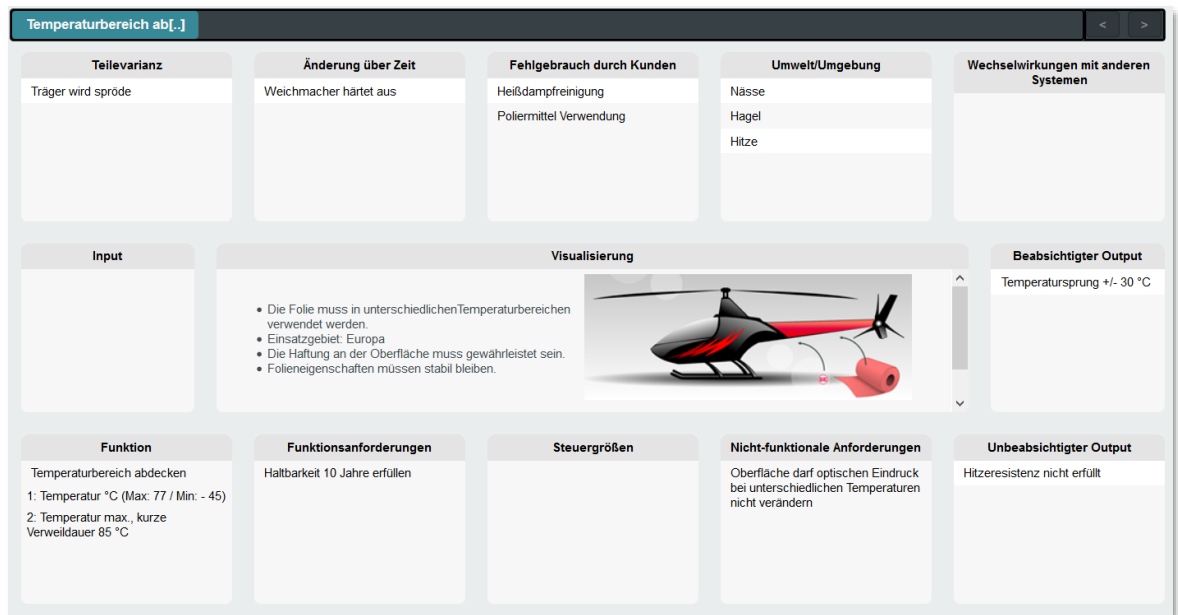 Temperaturbereich ab[..]
< >
Teilevarianz
Träger wird spröde
Änderung über Zeit
Weichmacher härtet aus
Fehlgebrauch durch Kunden
Heißdampfreinigung
Poliermittel Verwendung
Umwelt/Umgebung
Nässe
Hagel
Hitze
Wechselwirkungen mit anderen
Systemen
Input
Visualisierung
• Die Folie muss in unterschiedlichenTemperaturbereichen
verwendet werden.
• Einsatzgebiet: Europa
• Die Haftung an der Oberfläche muss gewährleistet sein.
• Folieneigenschaften müssen stabil bleiben.
Beabsichtigter Output
Temperatursprung +/- 30 °C
Funktion
Temperaturbereich abdecken
1: Temperatur °C (Max: 77 / Min: - 45)
2: Temperatur max., kurze
Verweildauer 85 °C
Funktionsanforderungen
Haltbarkeit 10 Jahre erfüllen
Steuergrößen
Nicht-funktionale Anforderungen
Oberfläche darf optischen Eindruck
bei unterschiedlichen Temperaturen
nicht verändern
Unbeabsichtigter Output
Hitzeresistenz nicht erfüllt